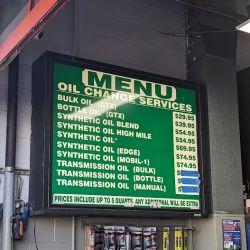 MENU
OIL CHANGE SERVICES
BULK OIL (GTX) $29.95
BOTTLE OIL (GTX) $39.95
SYNTHETIC OIL BLEND $54.95
SYNTHETIC OIL HIGH MILE $54.95
SYNTHETIC OIL* $69.95
SYNTHETIC OIL (EDGE) $74.95
SYNTHETIC OIL (MOBIL-1) $74.95
TRANSMISSION OIL (BULK)
TRANSMISSION OIL (BOTTLE)
TRANSMISSION OIL (MANUAL)
PRICES INCLUDE UP TO 5 QUARTS, ANY ADDITIONAL WILL BE EXTRA